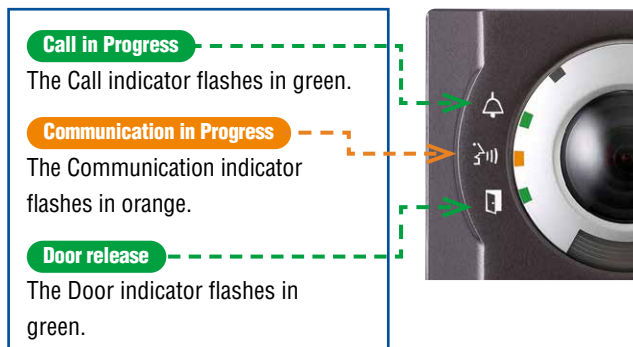 Call in Progress
The Call indicator flashes in green.
Communication in Progress
The Communication indicator
flashes in orange.
Door release
The Door indicator flashes in
green.